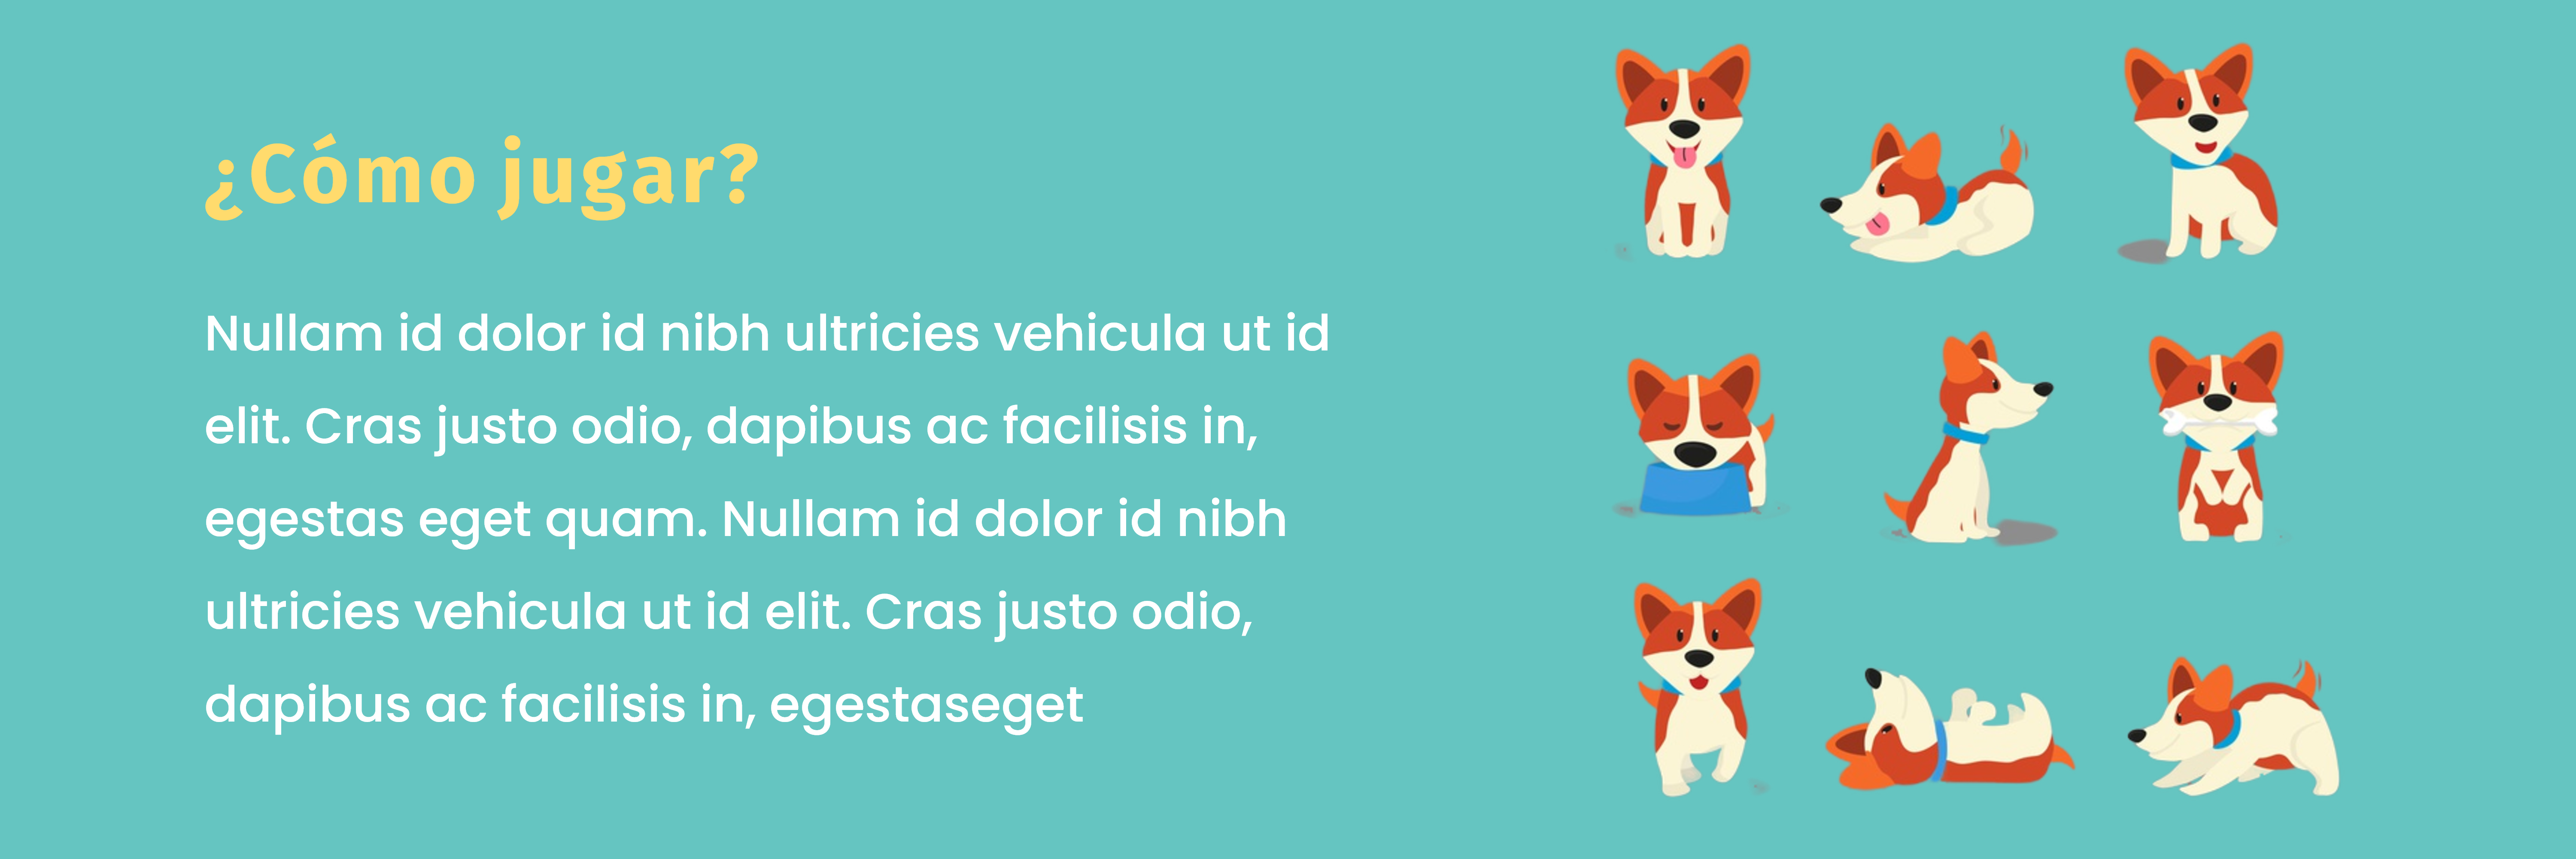 ¿Cómo jugar?
Nullam id dolor id nibh ultricies vehicula ut id
elit. Cras justo odio, dapibus ac facilisis in,
egestas eget quam. Nullam id dolor id nibh
ultricies vehicula ut id elit. Cras justo odio,
dapibus ac facilisis in, egestaseget